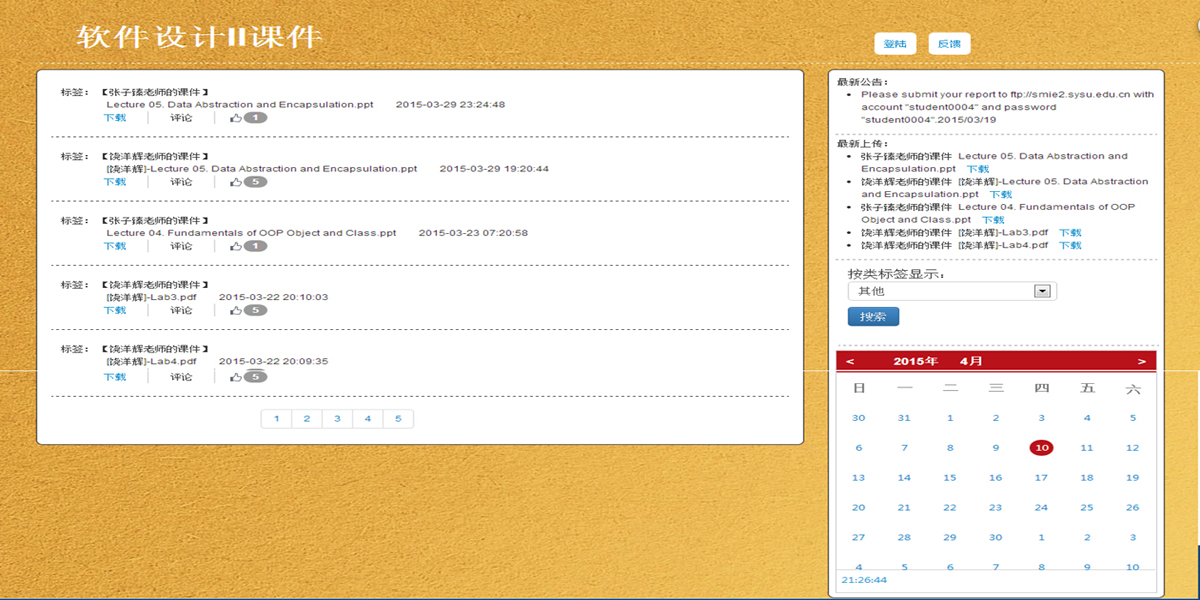 软件设计II课件
登陆 反馈
标签： 【张子臻老师的课件】
Lecture 05. Data Abstraction and Encapsulation.ppt 2015-03-29 23:24:48
下载 评论 1
标签： 【饶洋辉老师的课件】
[饶洋辉]-Lecture 05. Data Abstraction and Encapsulation.ppt 2015-03-29 19:20:44
下载 评论 5
标签： 【张子臻老师的课件】
Lecture 04. Fundamentals of OOP Object and Class.ppt 2015-03-23 07:20:58
下载 评论 1
标签： 【饶洋辉老师的课件】
[饶洋辉]-Lab3.pdf 2015-03-22 20:10:03
下载 评论 5
标签： 【饶洋辉老师的课件】
[饶洋辉]-Lab4.pdf 2015-03-22 20:09:35
下载 评论 5
1 2 3 4 5
最新公告：
Please submit your report to ftp://smie2.sysu.edu.cn with
account "student0004" and password
"student0004".2015/03/19
最新上传：
张子臻老师的课件 Lecture 05. Data Abstraction and
Encapsulation.ppt 下载
饶洋辉老师的课件 [饶洋辉]-Lecture 05. Data Abstraction
and Encapsulation.ppt 下载
张子臻老师的课件 Lecture 04. Fundamentals of OOP
Object and Class.ppt 下载
饶洋辉老师的课件 [饶洋辉]-Lab3.pdf 下载
饶洋辉老师的课件 [饶洋辉]-Lab4.pdf 下载
按类标签显示：
其他
搜索
< 2015年 4月 >
日 一 二 三 四 五 六
30 31 1 2 3 4 5
6 7 8 9 10 11 12
13 14 15 16 17 18 19
20 21 22 23 24 25 26
27 28 29 30 1 2 3
4 5 6 7 8 9 10
21:26:44